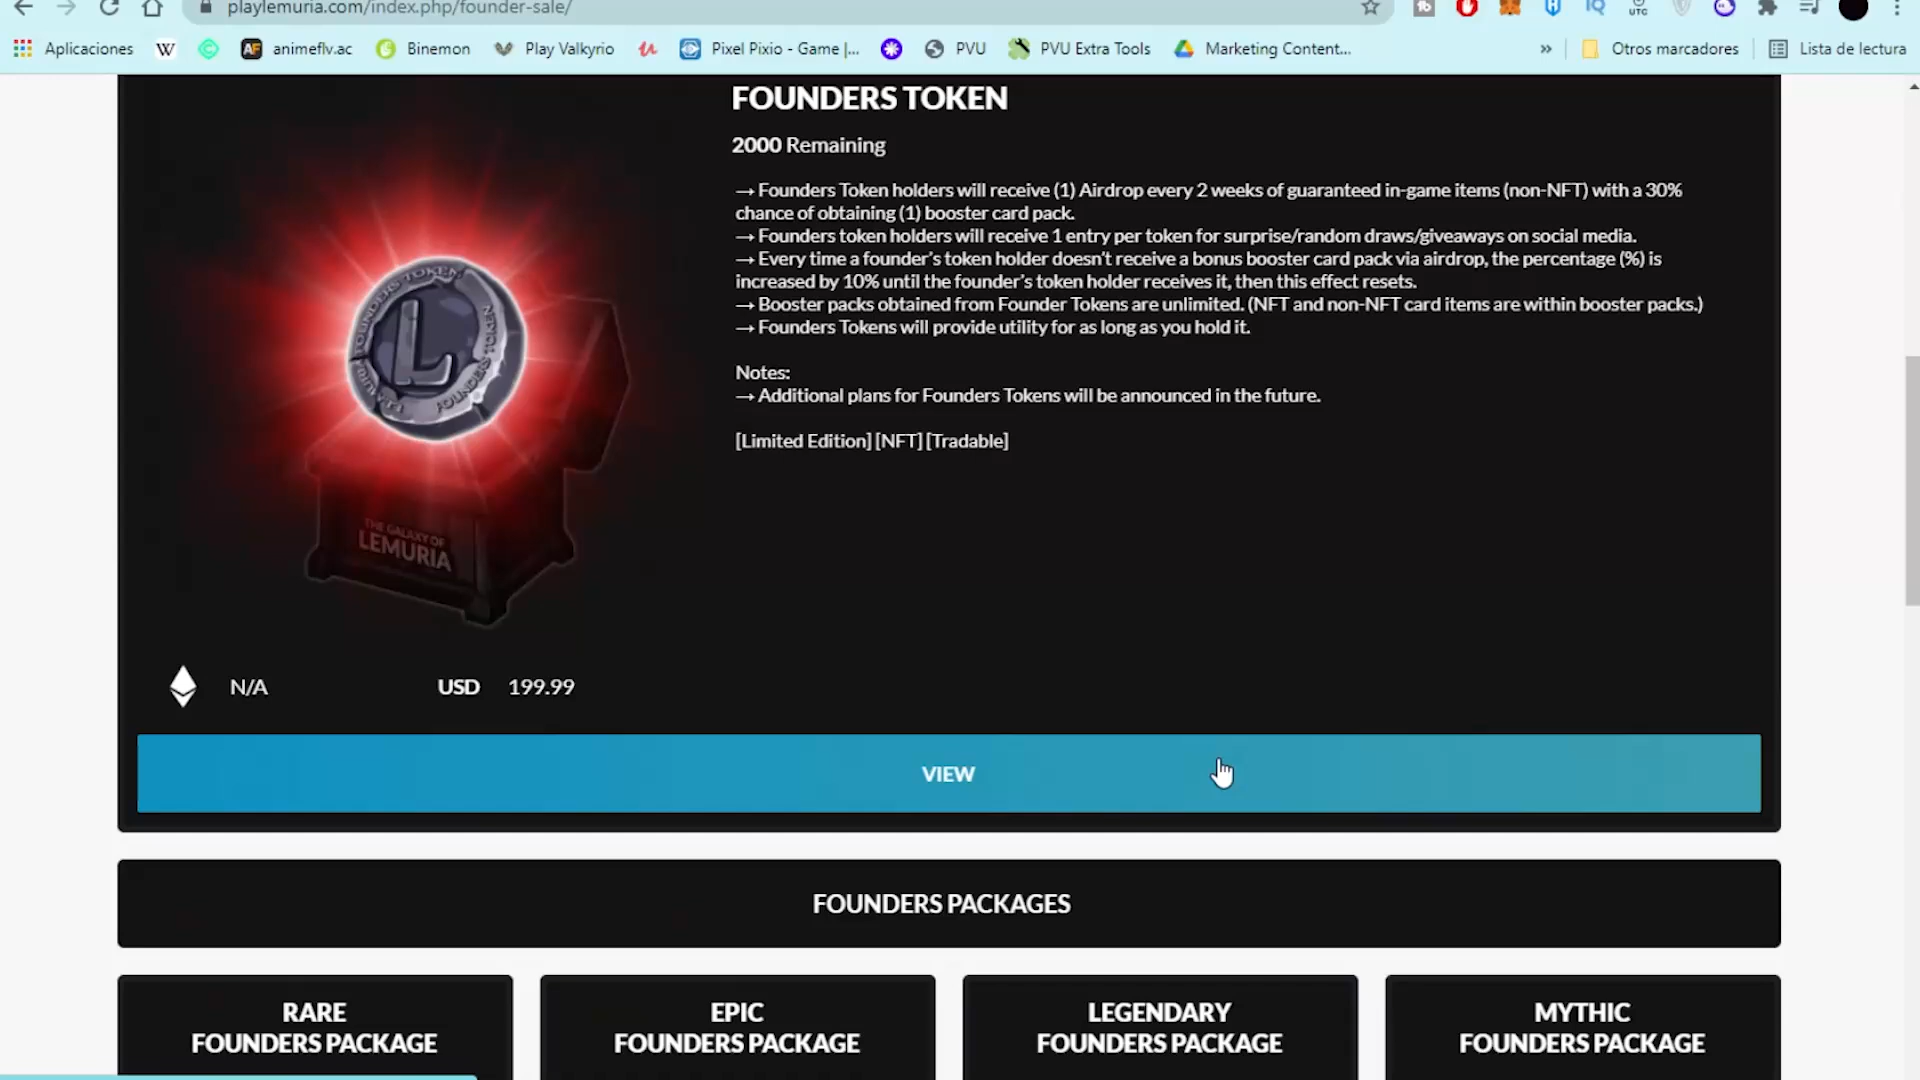 playlemuria.com/index.php/founder-sale/
Aplicaciones W AF animeflv.ac Binemon Play Valkyrio Pixel Pixio - Game |... PVU PVU Extra Tools Marketing Content... » Otros marcadores Lista de lectura
FOUNDERS TOKEN
2000 Remaining
→ Founders Token holders will receive (1) Airdrop every 2 weeks of guaranteed in-game items (non-NFT) with a 30%
chance of obtaining (1) booster card pack.
→ Founders token holders will receive 1 entry per token for surprise/random draws/giveaways on social media.
→ Every time a founder's token holder doesn't receive a bonus booster card pack via airdrop, the percentage (%) is
increased by 10% until the founder's token holder receives it, then this effect resets.
→ Booster packs obtained from Founder Tokens are unlimited. (NFT and non-NFT card items are within booster packs.)
→ Founders Tokens will provide utility for as long as you hold it.
Notes:
→ Additional plans for Founders Tokens will be announced in the future.
[Limited Edition] [NFT] [Tradable]
FOUNDERS TOKEN
L
FOUNDERS TOKEN
THE GALAXY OF
LEMURIA
N/A USD 199.99
VIEW
FOUNDERS PACKAGES
RARE
FOUNDERS PACKAGE
EPIC
FOUNDERS PACKAGE
LEGENDARY
FOUNDERS PACKAGE
MYTHIC
FOUNDERS PACKAGE